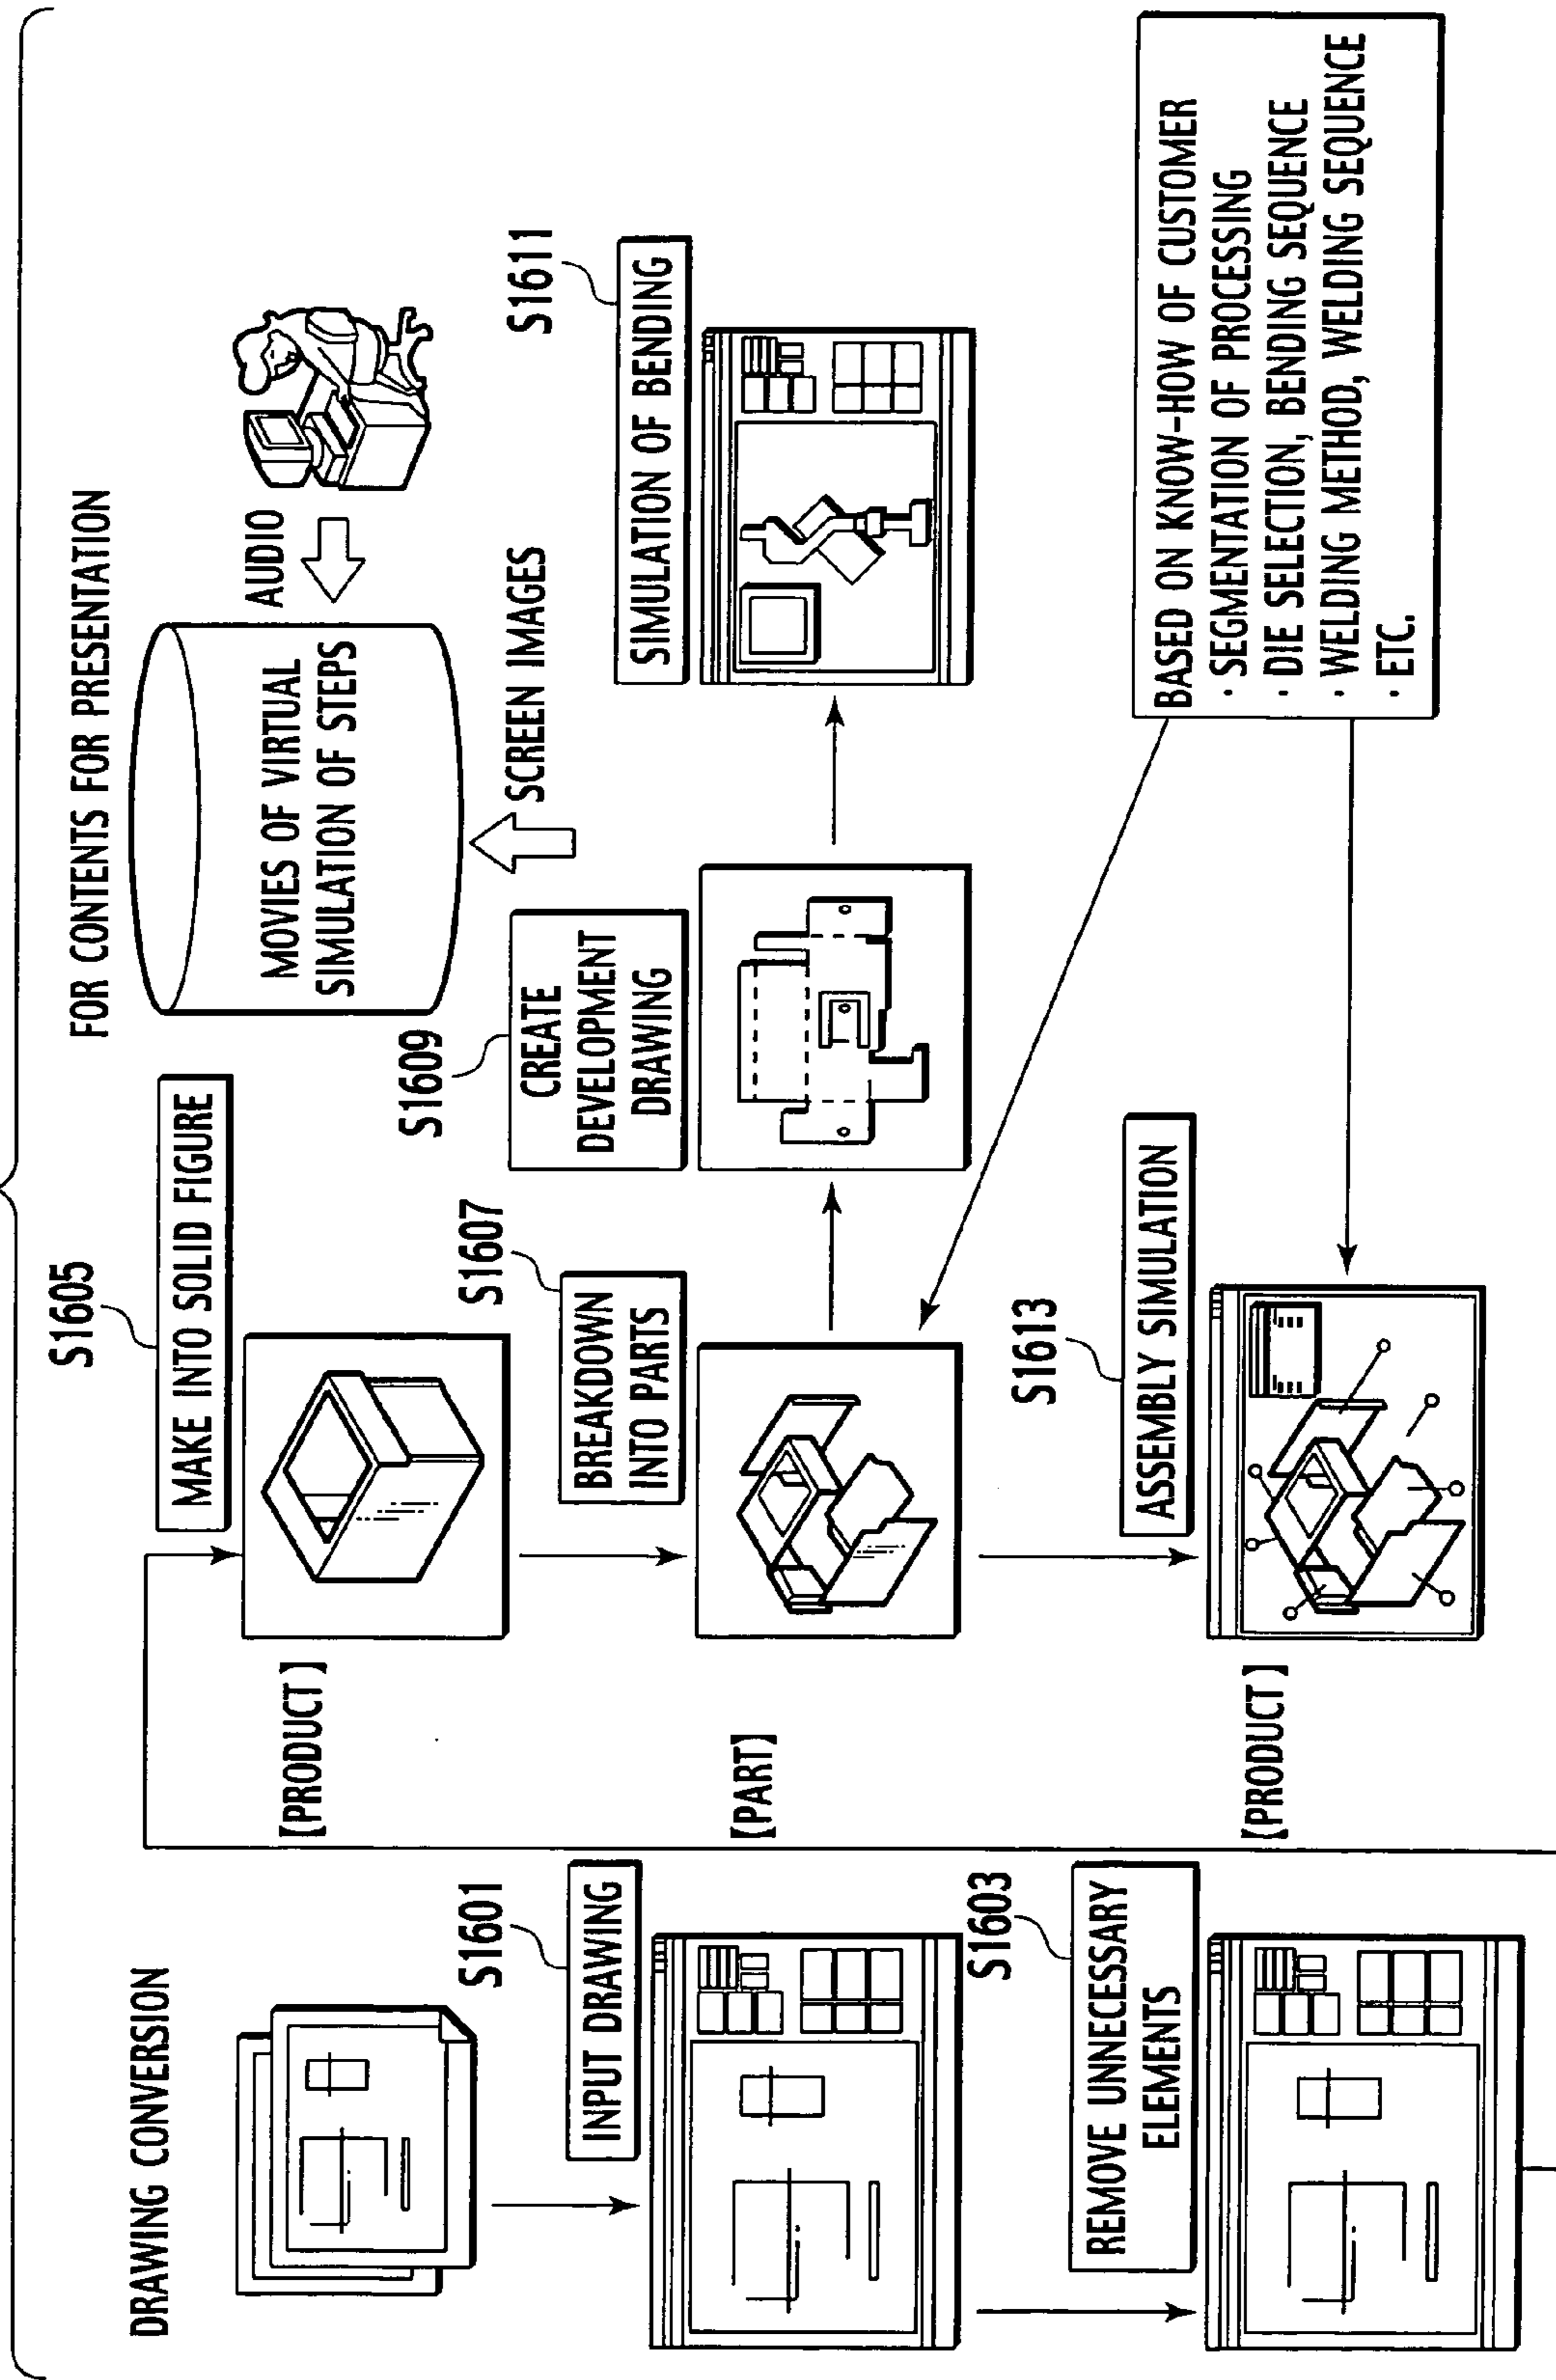 DRAWING CONVERSION
S1601
INPUT DRAWING
S1603
REMOVE UNNECESSARY
ELEMENTS
S1605
MAKE INTO SOLID FIGURE
[PRODUCT]
S1607
BREAKDOWN
INTO PARTS
[PART]
S1613
ASSEMBLY SIMULATION
[PRODUCT]
S1609
CREATE
DEVELOPMENT
DRAWING
S1611
SIMULATION OF BENDING
FOR CONTENTS FOR PRESENTATION
MOVIES OF VIRTUAL
SIMULATION OF STEPS
AUDIO
SCREEN IMAGES
BASED ON KNOW-HOW OF CUSTOMER
· SEGMENTATION OF PROCESSING
· DIE SELECTION, BENDING SEQUENCE
· WELDING METHOD, WELDING SEQUENCE
· ETC.